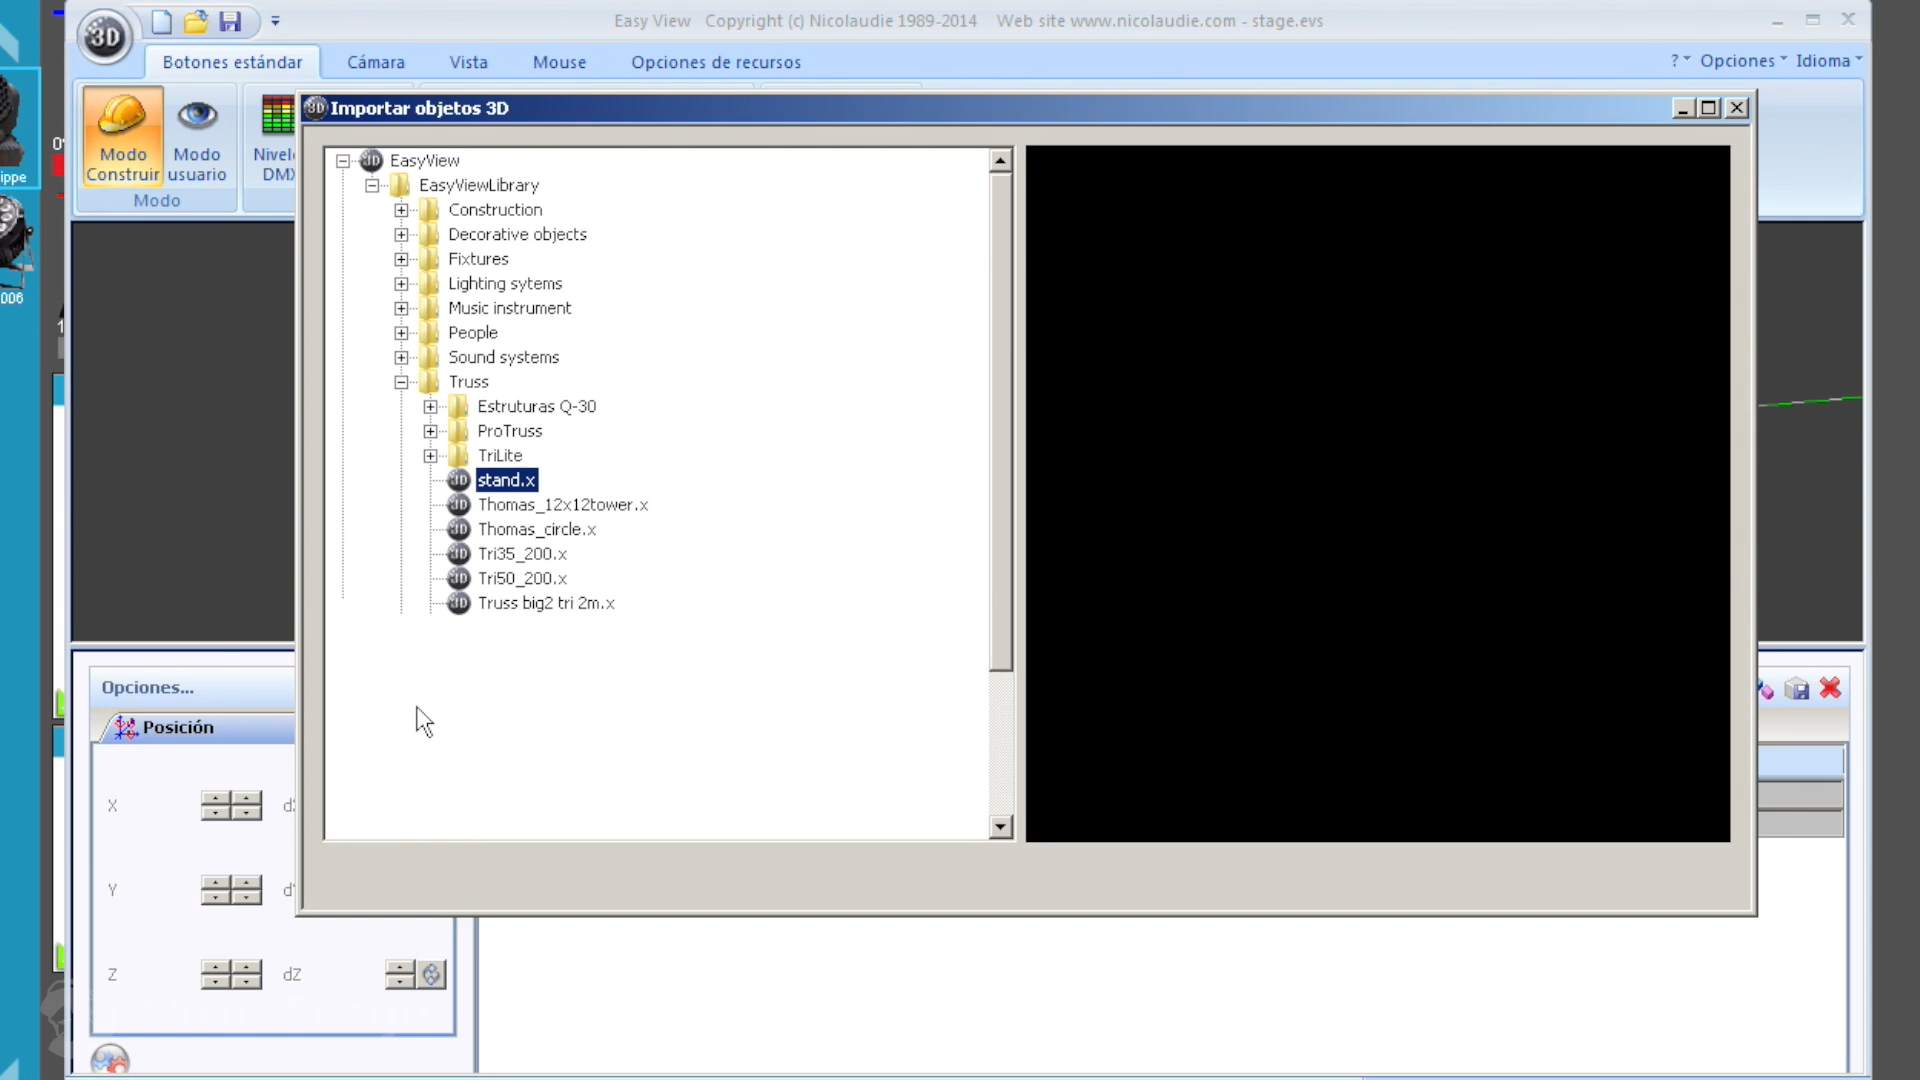 3D
Easy View   Copyright (c) Nicolaudie 1989-2014    Web site www.nicolaudie.com - stage.evs
Botones estándar
Cámara
Vista
Mouse
Opciones de recursos
?
Opciones
Idioma
Modo
Construir
Modo
usuario
DMX
Modo
ippe
006
Importar objetos 3D
EasyView
EasyViewLibrary
Construction
Decorative objects
Fixtures
Lighting sytems
Music instrument
People
Sound systems
Truss
Estruturas Q-30
ProTruss
TriLite
stand.x
Thomas_12x12tower.x
Thomas_circle.x
Tri35_200.x
Tri50_200.x
Truss big2 tri 2m.x
Opciones...
Posición
X
Y
Z
dZ